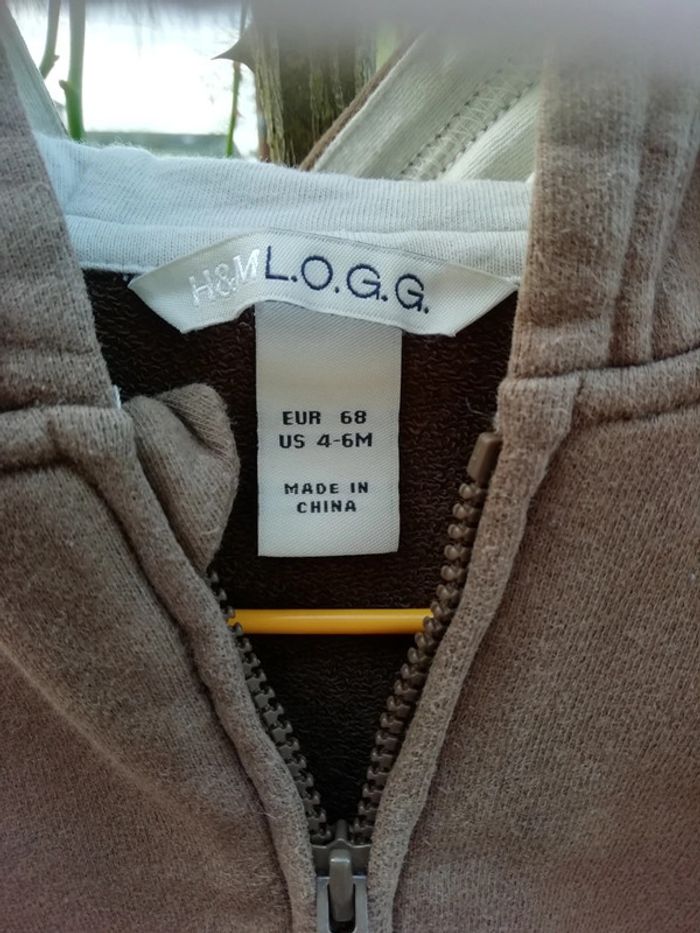 H&M L.O.G.G.
EUR 68
US 4-6M
MADE IN
CHINA